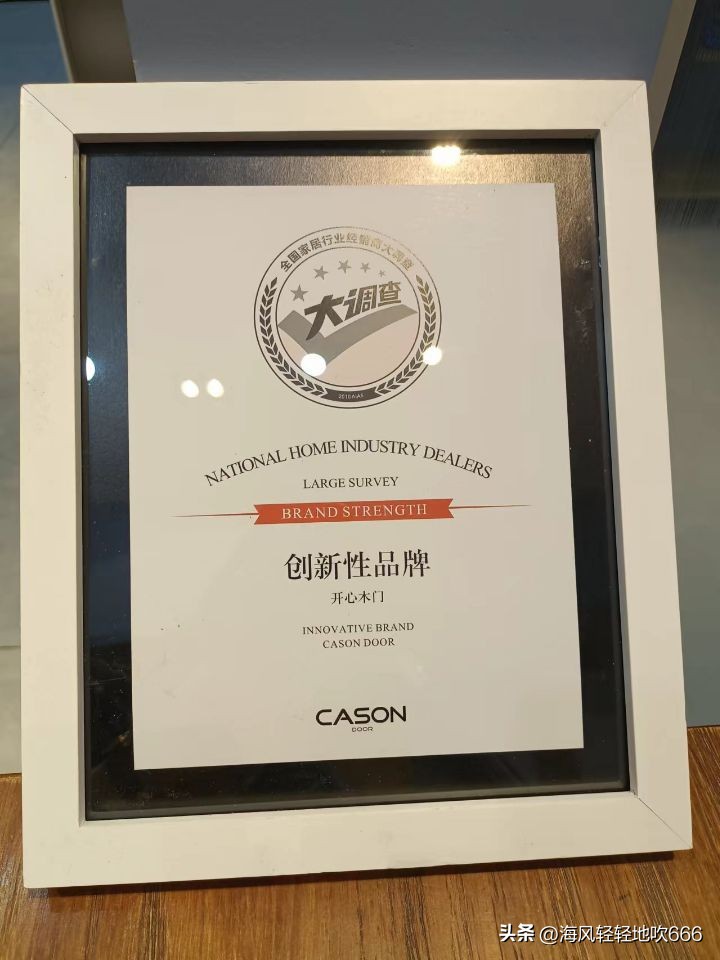 全国家居行业经销商大调查
大调查
NATIONAL HOME INDUSTRY DEALERS
LARGE SURVEY
BRAND STRENGTH
创新性品牌
开心木门
INNOVATIVE BRAND
CASON DOOR
CASON
DOOR
头条 @海风轻轻地吹666